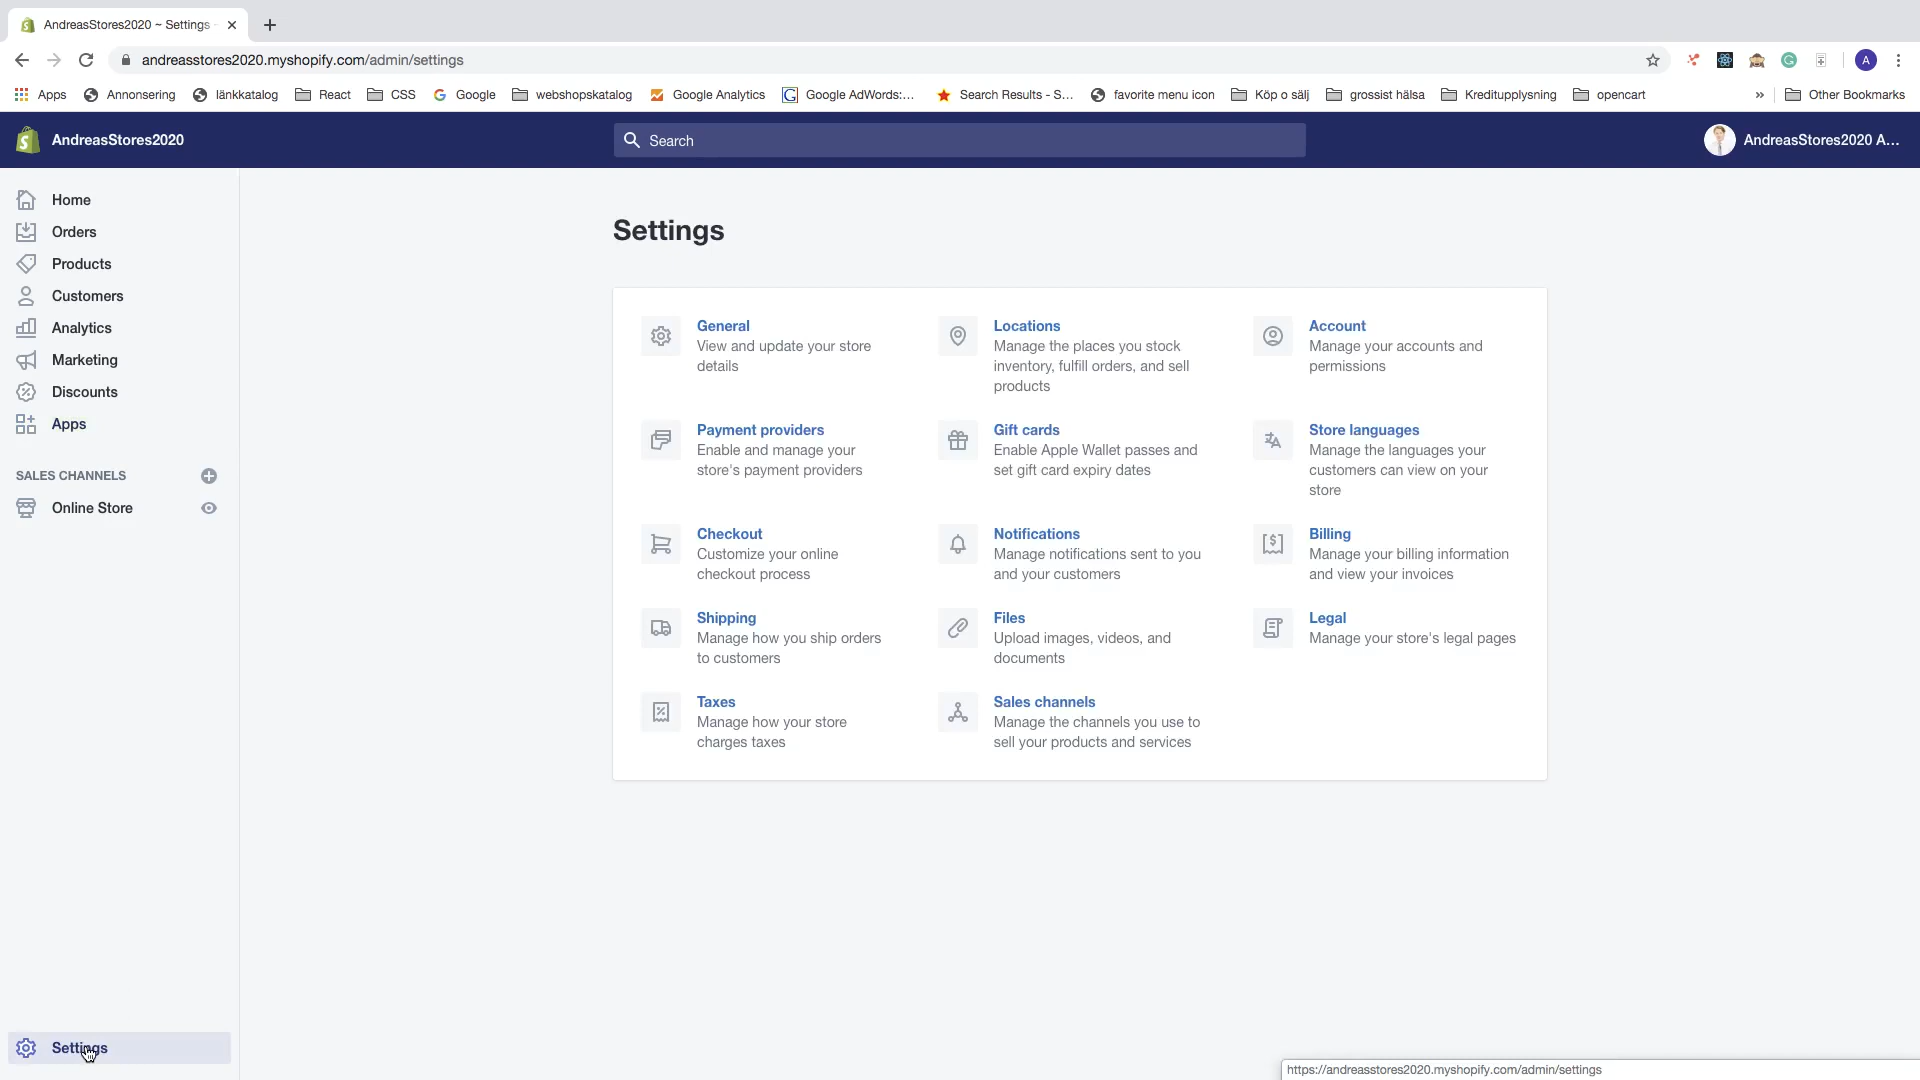 AndreasStores2020 ~ Settings
andreasstores2020.myshopify.com/admin/settings
A
Apps
Annonsering
länkkatalog
React
CSS
Google
webshopskatalog
Google Analytics
Google AdWords:...
Search Results - S...
favorite menu icon
Köp o sälj
grossist hälsa
Kreditupplysning
opencart
»
Other Bookmarks
AndreasStores2020
Search
AndreasStores2020 A...
Home
Orders
Products
Customers
Analytics
Marketing
Discounts
Apps
SALES CHANNELS
Online Store
Settings
Settings
General
View and update your store
details
Locations
Manage the places you stock
inventory, fulfill orders, and sell
products
Account
Manage your accounts and
permissions
Payment providers
Enable and manage your
store's payment providers
Gift cards
Enable Apple Wallet passes and
set gift card expiry dates
Store languages
Manage the languages your
customers can view on your
store
Checkout
Customize your online
checkout process
Notifications
Manage notifications sent to you
and your customers
Billing
Manage your billing information
and view your invoices
Shipping
Manage how you ship orders
to customers
Files
Upload images, videos, and
documents
Legal
Manage your store's legal pages
Taxes
Manage how your store
charges taxes
Sales channels
Manage the channels you use to
sell your products and services
https://andreasstores2020.myshopify.com/admin/settings